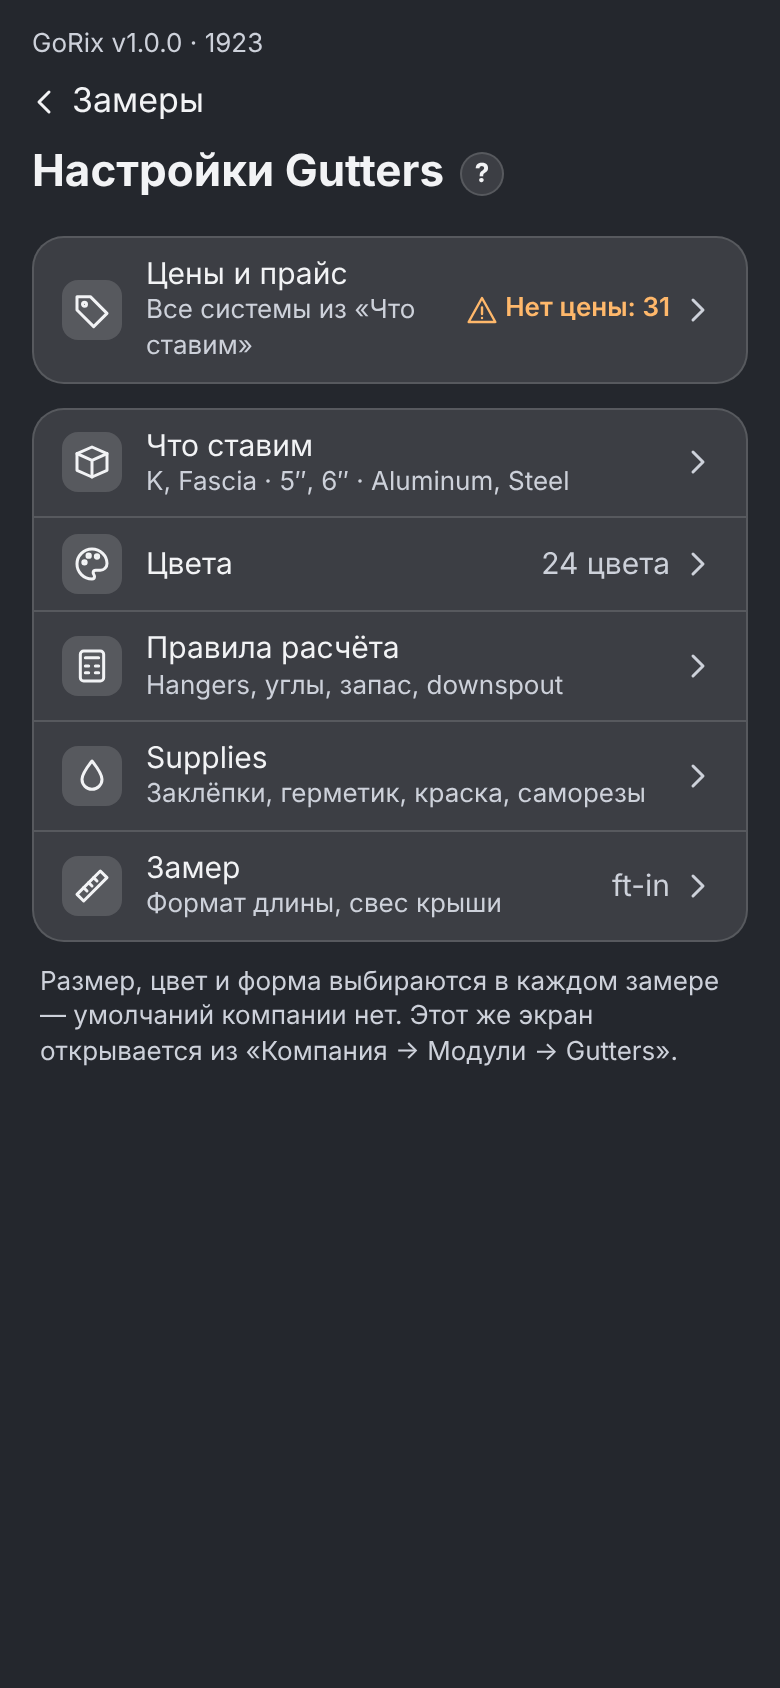 GoRix v1.0.0 · 1923
Замеры
Настройки Gutters ?
Цены и прайс
Все системы из «Что
ставим»
Нет цены: 31
Что ставим
K, Fascia · 5″, 6″ · Aluminum, Steel
Цвета
24 цвета
Правила расчёта
Hangers, углы, запас, downspout
Supplies
Заклёпки, герметик, краска, саморезы
Замер
Формат длины, свес крыши
ft-in
Размер, цвет и форма выбираются в каждом замере
— умолчаний компании нет. Этот же экран
открывается из «Компания → Модули → Gutters».